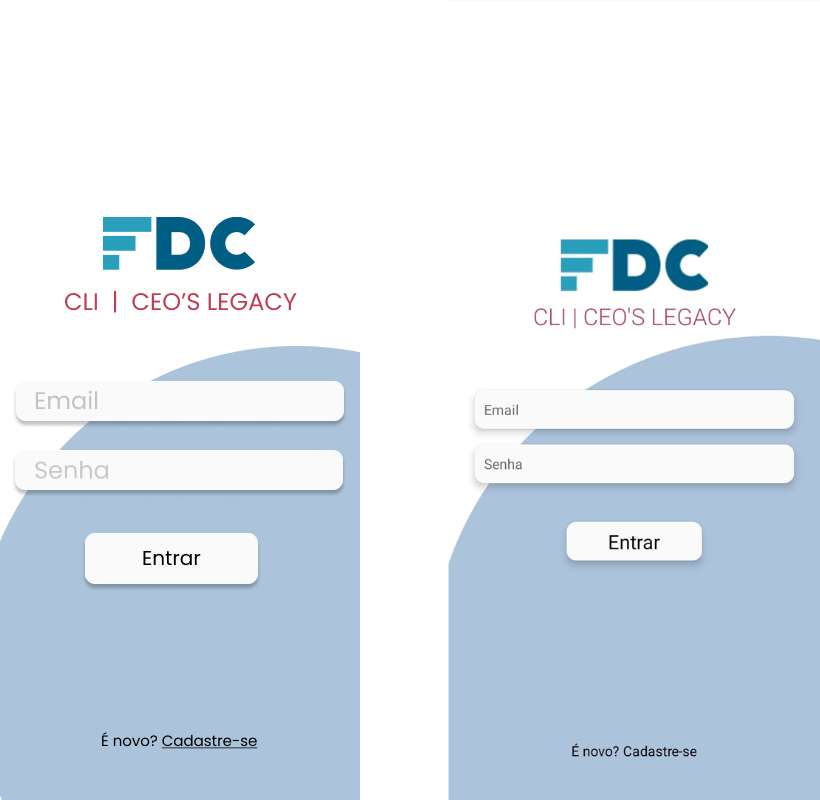 FDC
CLI | CEO’S LEGACY
Email
Senha
Entrar
É novo? Cadastre-se
FDC
CLI | CEO'S LEGACY
Email
Senha
Entrar
É novo? Cadastre-se